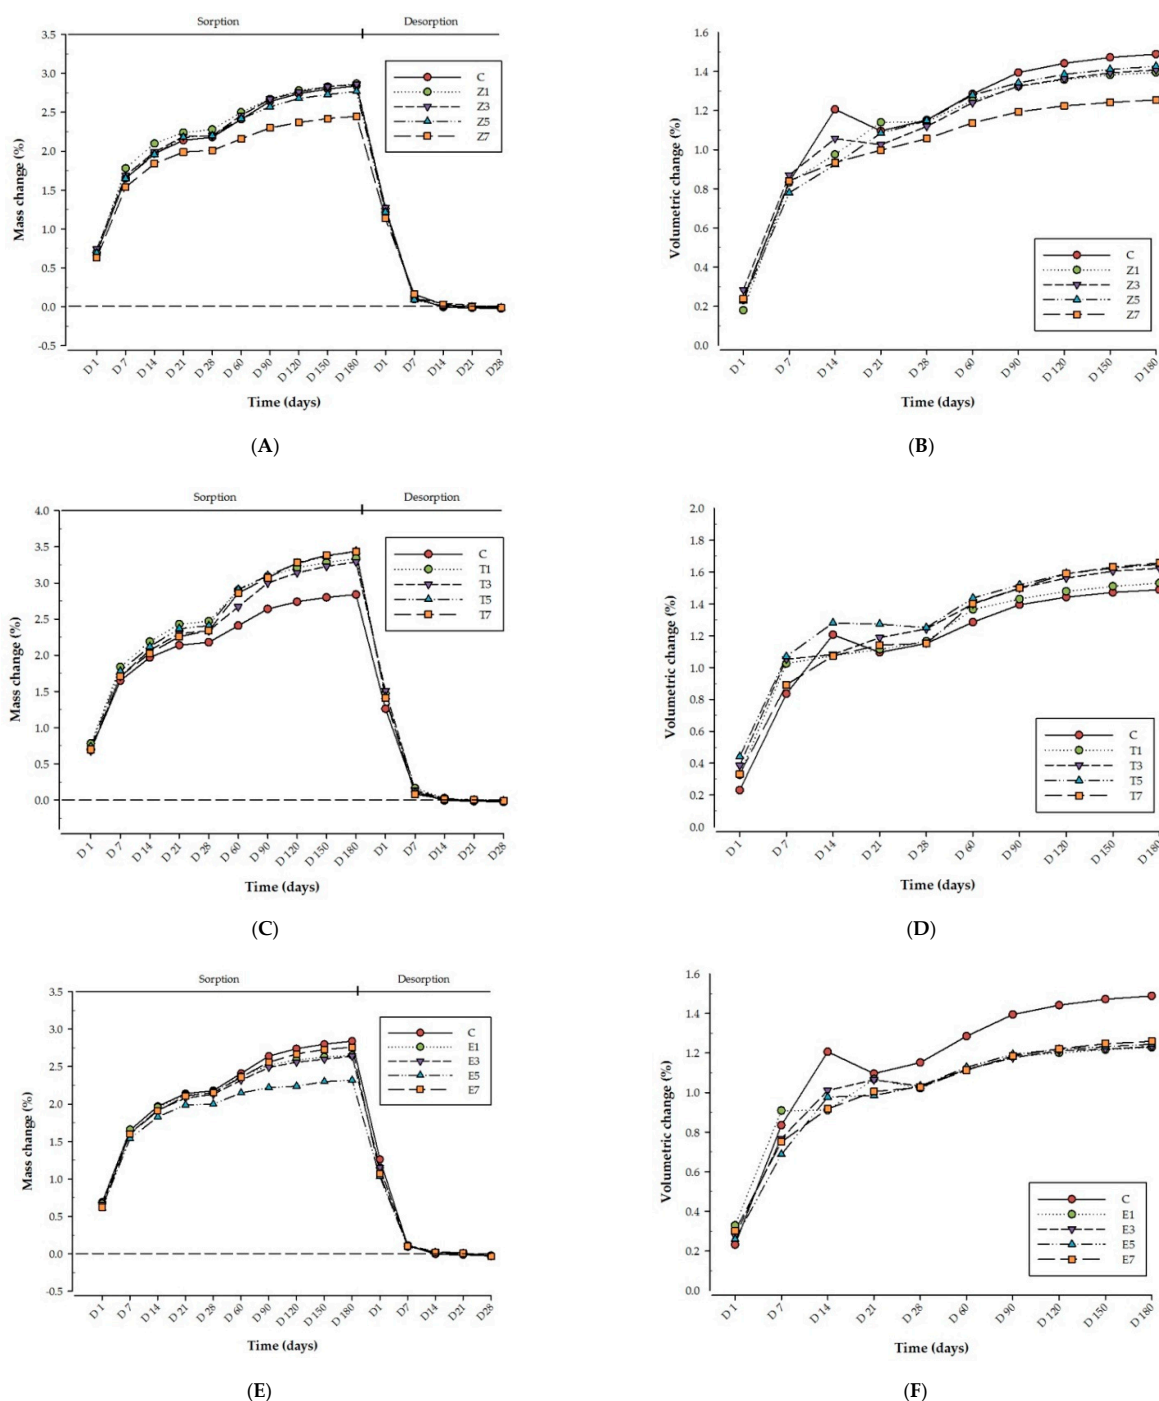 Sorption Desorption
3.5
3.0
2.5
2.0
1.5
1.0
0.5
0.0
-0.5
Mass change (%)
C
Z1
Z3
Z5
Z7
D 1 D 7 D 14 D 21 D 28 D 60 D 90 D 120 D 150 D 180 D1 D7 D14 D21 D28
Time (days)
(A)
1.6
1.4
1.2
1.0
0.8
0.6
0.4
0.2
0.0
Volumetric change (%)
C
Z1
Z3
Z5
Z7
D 1 D 7 D 14 D 21 D 28 D 60 D 90 D 120 D 150 D 180
Time (days)
(B)
Sorption Desorption
4.0
3.5
3.0
2.5
2.0
1.5
1.0
0.5
0.0
Mass change (%)
C
T1
T3
T5
T7
D 1 D 7 D 14 D 21 D 28 D 60 D 90 D 120 D 150 D 180 D1 D7 D14 D21 D28
Time (days)
(C)
2.0
1.8
1.6
1.4
1.2
1.0
0.8
0.6
0.4
0.2
0.0
Volumetric change (%)
C
T1
T3
T5
T7
D 1 D 7 D 14 D 21 D 28 D 60 D 90 D 120 D 150 D 180
Time (days)
(D)
Sorption Desorption
3.5
3.0
2.5
2.0
1.5
1.0
0.5
0.0
-0.5
Mass change (%)
C
E1
E3
E5
E7
D 1 D 7 D 14 D 21 D 28 D 60 D 90 D 120 D 150 D 180 D1 D7 D14 D21 D28
Time (days)
(E)
1.6
1.4
1.2
1.0
0.8
0.6
0.4
0.2
0.0
Volumetric change (%)
C
E1
E3
E5
E7
D 1 D 7 D 14 D 21 D 28 D 60 D 90 D 120 D 150 D 180
Time (days)
(F)